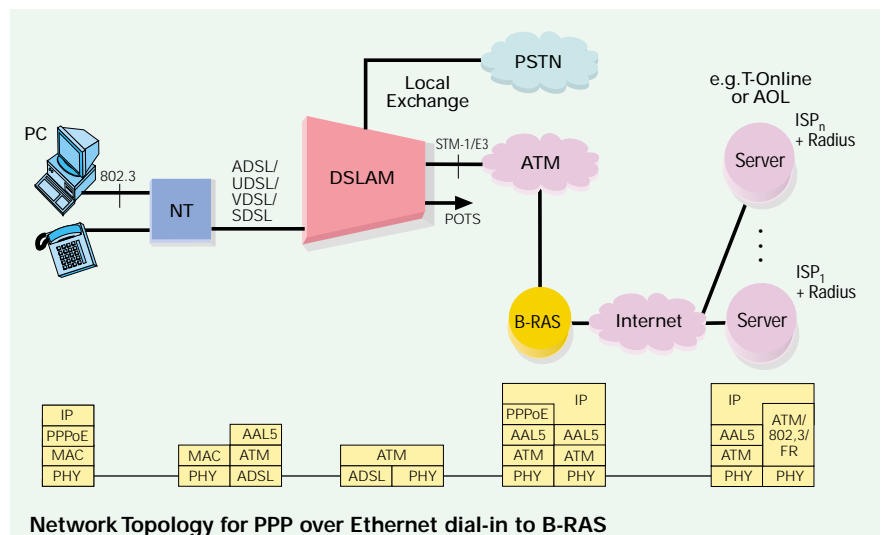 PSTN
Local
Exchange
e.g.T-Online
or AOL
PC
ISPn
+ Radius
802.3
ADSL/
UDSL/
VDSL/
SDSL
DSLAM
STM-1/E3
ATM
Server
NT
POTS
ISP1
+ Radius
B-RAS
Internet
Server
IP
PPPoE
MAC
PHY
AAL5
MAC
ATM
PHY
ADSL
ATM
ADSL
PHY
IP
PPPoE
AAL5
AAL5
ATM
ATM
PHY
PHY
IP
ATM/
802,3/
FR
AAL5
ATM
PHY
PHY
Network Topology for PPP over Ethernet dial-in to B-RAS